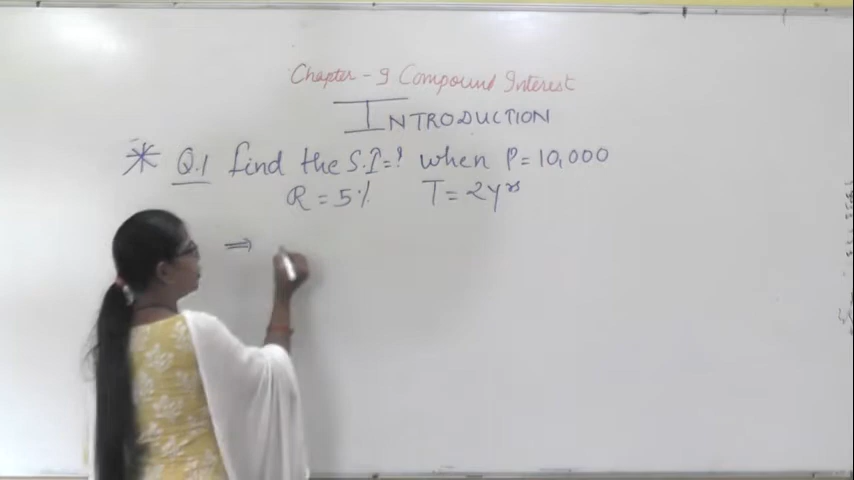 Chapter - 9 Compound Interest
INTRODUCTION
* Q.1 find the S.I=? when P=10,000
R = 5% T = 2yrs
⇒